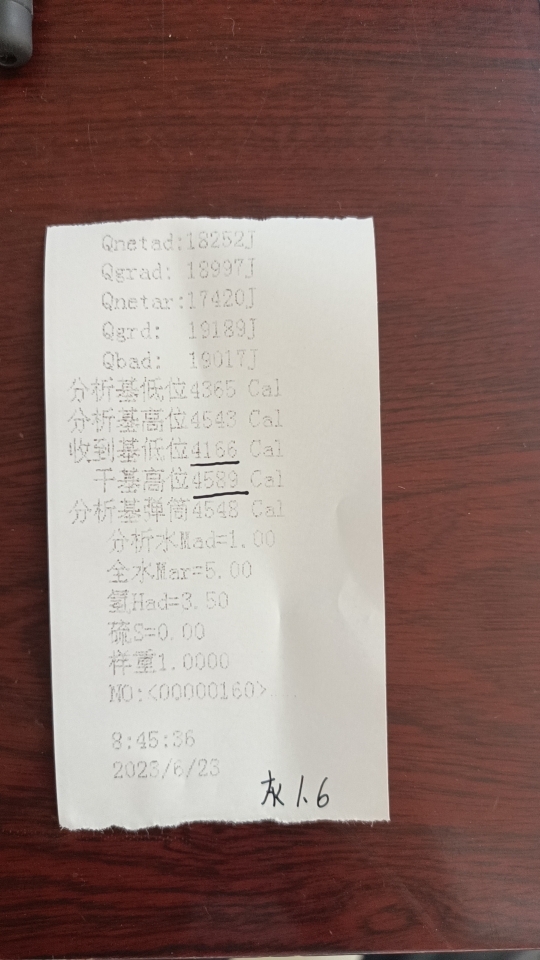 Qnetad:18252J
Qgrad: 18997J
Qnetar:17420J
Qgrd: 19189J
Qbad: 19017J
分析基低位4365 Cal
分析基高位4543 Cal
收到基低位4166 Cal
干基高位4589 Cal
分析基弹筒4548 Cal
分析水Mad=1.00
全水Mar=5.00
氢Had=3.50
硫S=0.00
样重1.0000
NO:<00000160>
8:45:36
2023/6/23
灰 1.6